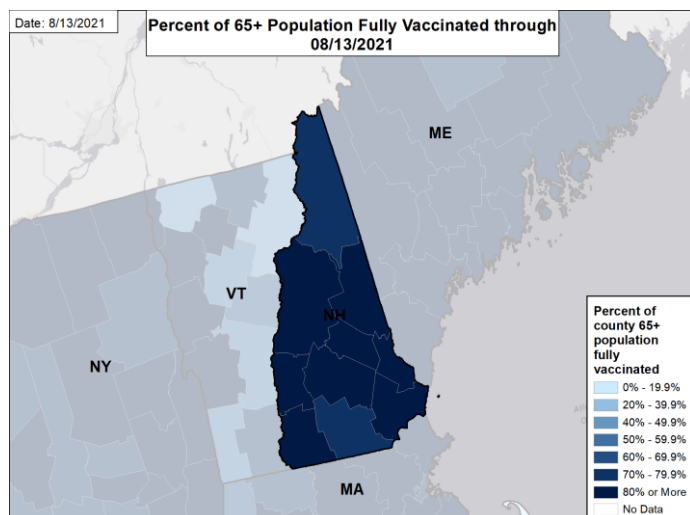 Date: 8/13/2021
Percent of 65+ Population Fully Vaccinated through
08/13/2021
ME
VT
NH
NY
MA
Percent of
county 65+
population
fully
vaccinated
0% - 19.9%
20% - 39.9%
40% - 49.9%
50% - 59.9%
60% - 69.9%
70% - 79.9%
80% or More
No Data